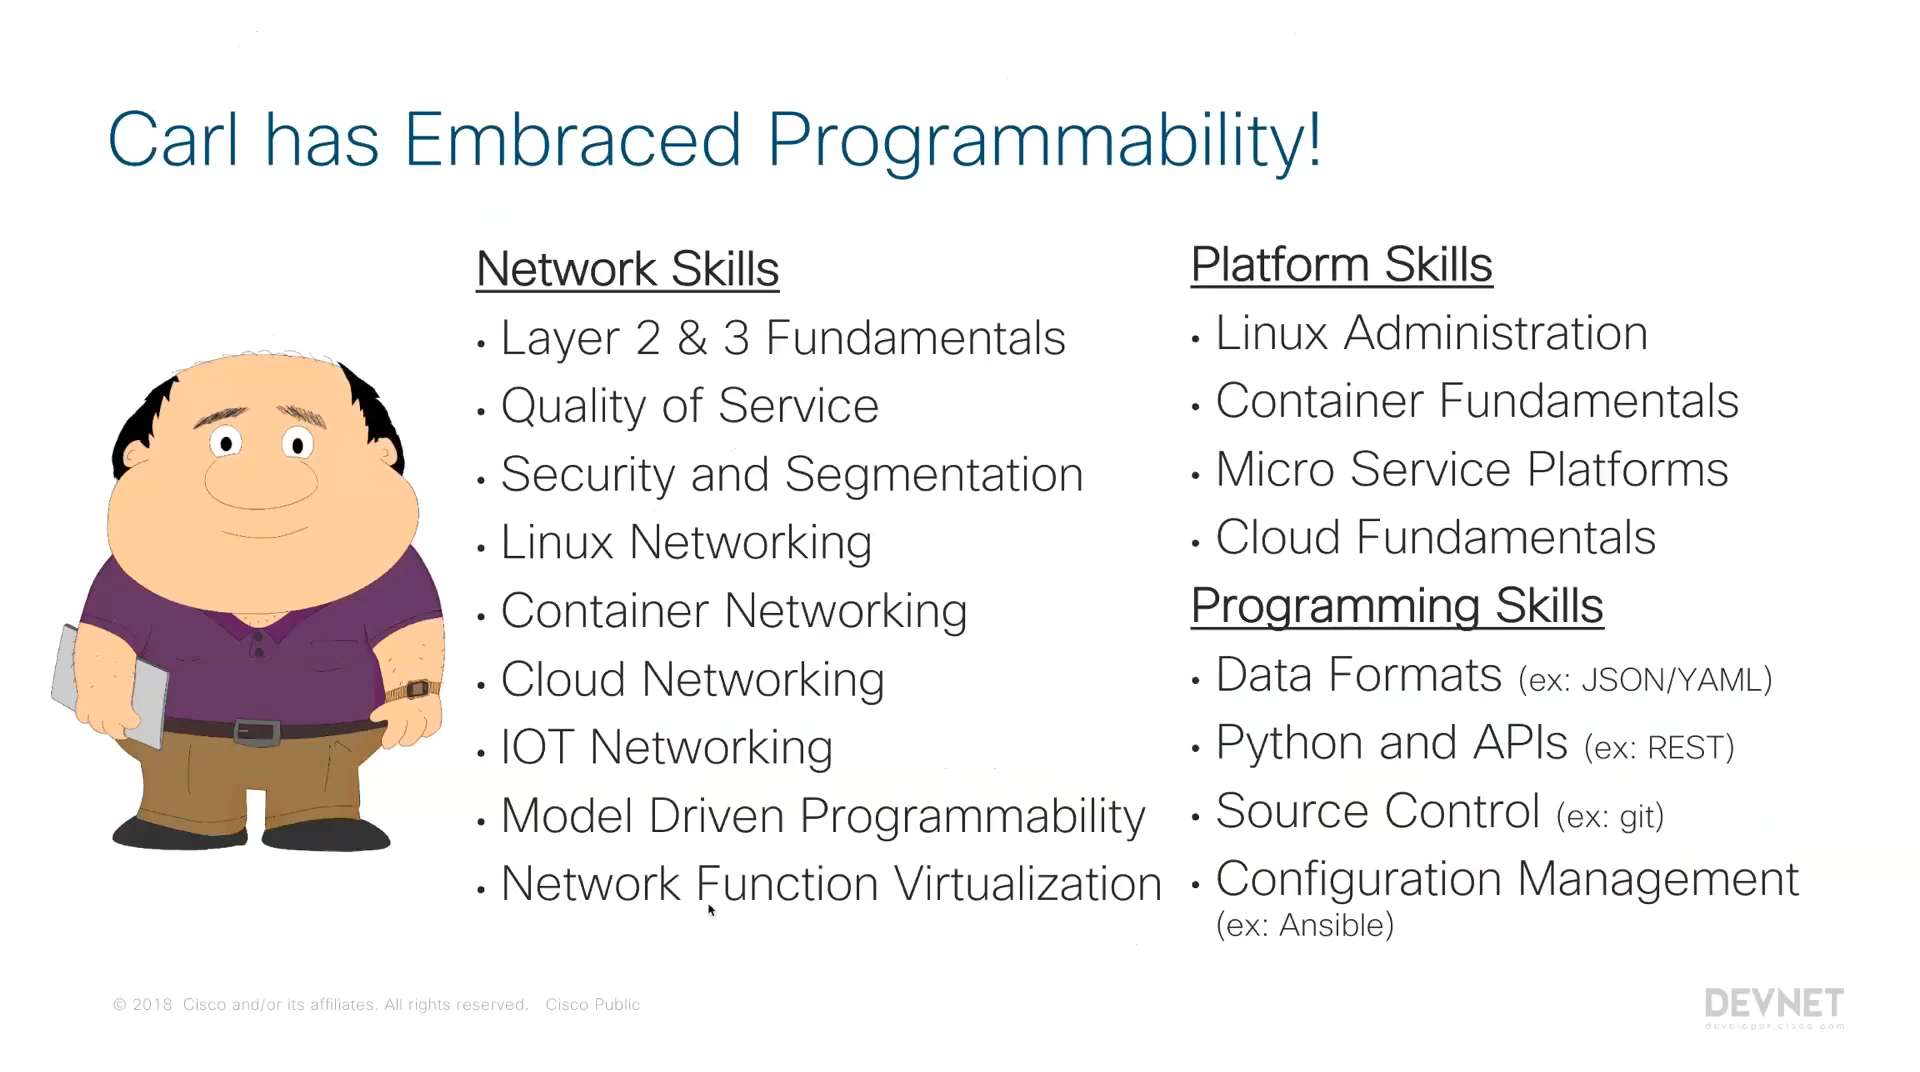 Carl has Embraced Programmability!
Network Skills
• Layer 2 & 3 Fundamentals
• Quality of Service
• Security and Segmentation
• Linux Networking
• Container Networking
• Cloud Networking
• IOT Networking
• Model Driven Programmability
• Network Function Virtualization
Platform Skills
• Linux Administration
• Container Fundamentals
• Micro Service Platforms
• Cloud Fundamentals
Programming Skills
• Data Formats (ex: JSON/YAML)
• Python and APIs (ex: REST)
• Source Control (ex: git)
• Configuration Management
(ex: Ansible)
© 2018 Cisco and/or its affiliates. All rights reserved. Cisco Public
DEVNET
developer.cisco.com